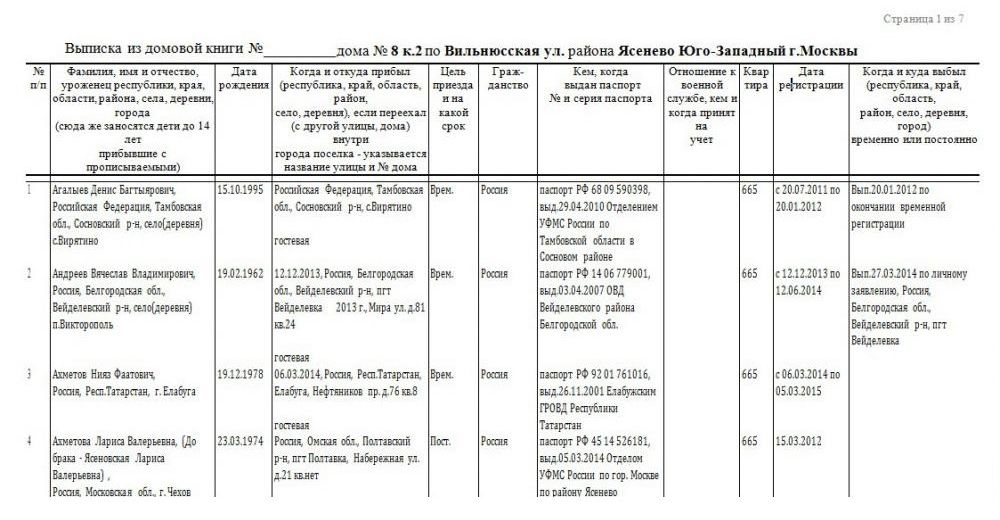 Страница 1 из 7
Выписка из домовой книги №__________дома № 8 к.2 по Вильнюсская ул. района Ясенево Юго-Западный г.Москвы
№ п/п
Фамилия, имя и отчество,
уроженец республики, края,
области, района, села, деревни,
города
(сюда же заносятся дети до 14
лет
прибывшие с
прописываемыми)
Дата
рождения
Когда и откуда прибыл
(республика, край, область,
район,
село, деревня), если переехал
(с другой улицы, дома)
внутри
города поселка - указывается
название улицы и № дома
Цель
приезда
и на
какой
срок
Граж-
данство
Кем, когда
выдан паспорт
№ и серия паспорта
Отношение к
военной
службе, кем и
когда принят
на
учет
Квар
тира
Дата
регистрации
Когда и куда выбыл
(республика, край,
область,
район, село, деревня,
город)
временно или постоянно
1
Агалыев Денис Багтыярович,
Российская Федерация, Тамбовская
обл., Сосновский р-н, село(деревня)
с.Вирятино
15.10.1995
Российская Федерация, Тамбовская
обл., Сосновский р-н, с.Вирятино
гостевая
Врем.
Россия
паспорт РФ 68 09 590398,
выд.29.04.2010 Отделением
УФМС России по
Тамбовской области в
Сосновом районе
665
с 20.07.2011 по
20.01.2012
Вып.20.01.2012 по
окончании временной
регистрации
2
Андреев Вячеслав Владимирович,
Россия, Белгородская обл.,
Вейделевский р-н, село(деревня)
п.Викторополь
19.02.1962
12.12.2013, Россия, Белгородская
обл., Вейделевский р-н, пгт
Вейделевка 2013 г., Мира ул. д.81
кв.24
гостевая
Врем.
Россия
паспорт РФ 14 06 779001,
выд.03.04.2007 ОВД
Вейделевского района
Белгородской обл.
665
с 12.12.2013 по
12.06.2014
Вып.27.03.2014 по личному
заявлению, Россия,
Белгородская обл.,
Вейделевский р-н, пгт
Вейделевка
3
Ахметов Нияз Фаатович,
Россия, Респ.Татарстан, г. Елабуга
19.12.1978
06.03.2014, Россия, Респ.Татарстан,
Елабуга, Нефтяников пр. д.76 кв.8
гостевая
Врем.
Россия
паспорт РФ 92 01 761016,
выд.26.11.2001 Елабужским
ГРОВД Республики
Татарстан
665
с 06.03.2014 по
05.03.2015
4
Ахметова Лариса Валерьевна, (До
брака - Ясеновская Лариса
Валерьевна) ,
Россия, Московская обл., г. Чехов
23.03.1974
Россия, Омская обл., Полтавский
р-н, пгт Полтавка, Набережная ул.
д.21 кв.нет
Пост.
Россия
паспорт РФ 45 14 526181,
выд.05.03.2014 Отделом
УФМС России по гор. Москве
по району Ясенево
665
15.03.2012